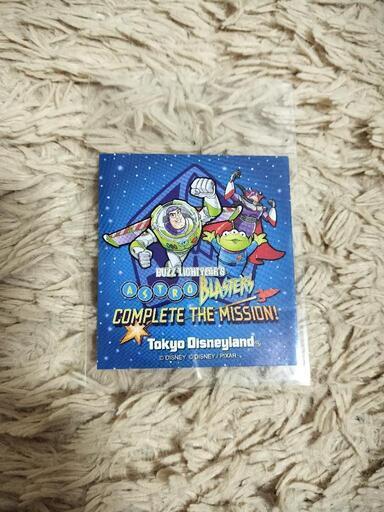 BUZZ LIGHTYEAR'S
ASTRO BLASTERS
COMPLETE THE MISSION!
Tokyo Disneyland®
© DISNEY © DISNEY / PIXAR